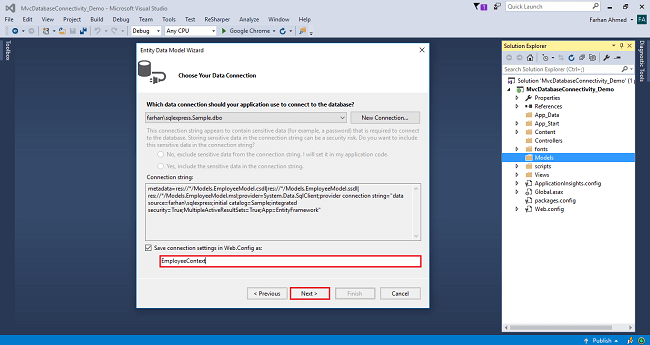 MvcDatabaseConnectivity_Demo - Microsoft Visual Studio
1
Quick Launch (Ctrl+Q)
File Edit View Project Build Debug Team Tools Test ReSharper Analyze Window Help
Farhan Ahmed
FA
Debug
Any CPU
Google Chrome
Toolbox
Entity Data Model Wizard
Choose Your Data Connection
Which data connection should your application use to connect to the database?
farhan\sqlexpress.Sample.dbo
New Connection...
This connection string appears to contain sensitive data (for example, a password) that is required to
connect to the database. Storing sensitive data in the connection string can be a security risk. Do you want to
include this sensitive data in the connection string?
No, exclude sensitive data from the connection string. I will set it in my application code.
Yes, include the sensitive data in the connection string.
Connection string:
metadata=res://*/Models.EmployeeModel.csdl|res://*/Models.EmployeeModel.ssdl|
res://*/Models.EmployeeModel.msl;provider=System.Data.SqlClient;provider connection string="data
source=farhan\sqlexpress;initial catalog=Sample;integrated
security=True;MultipleActiveResultSets=True;App=EntityFramework"
Save connection settings in Web.Config as:
EmployeeContext
< Previous
Next >
Finish
Cancel
Solution Explorer
Search Solution Explorer (Ctrl+;)
Solution 'MvcDatabaseConnectivity_Demo'
MvcDatabaseConnectivity_Demo
Properties
References
App_Data
App_Start
Content
Controllers
fonts
Models
scripts
Views
ApplicationInsights.config
Global.asax
packages.config
Web.config
Diagnostic Tools
Publish